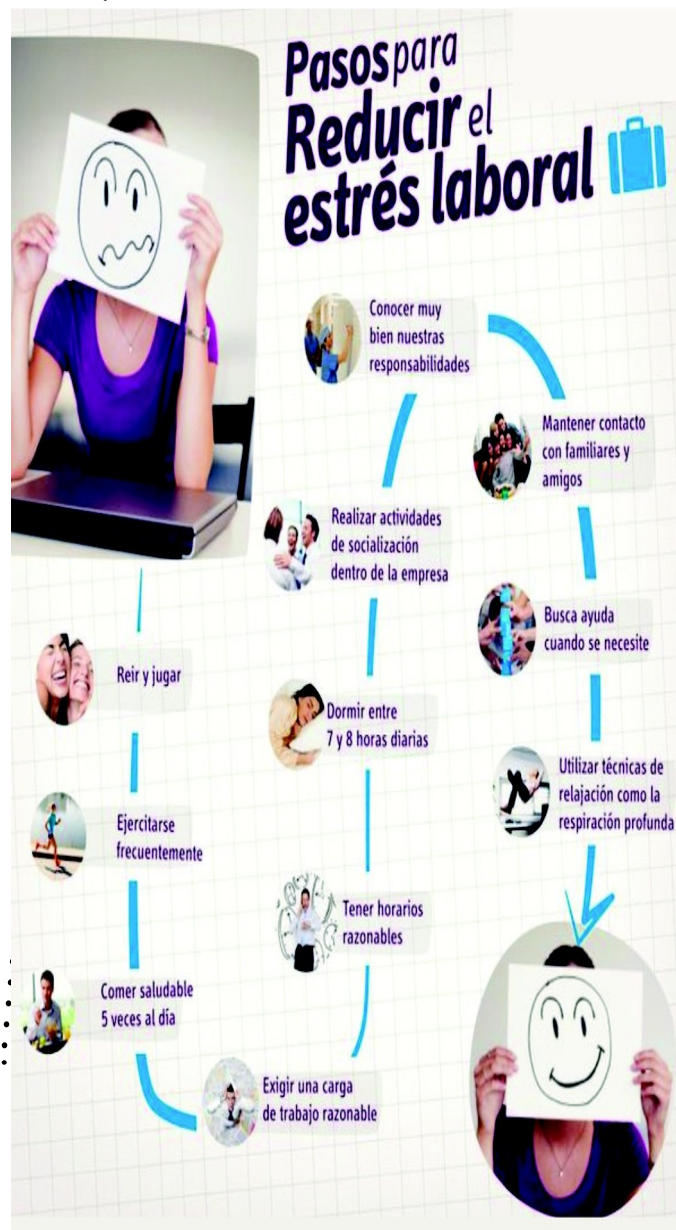 Pasos para
Reducir el
estrés laboral
Reir y jugar
Ejercitarse
frecuentemente
Comer saludable
5 veces al día
Exigir una carga
de trabajo razonable
Tener horarios
razonables
Dormir entre
7 y 8 horas diarias
Realizar actividades
de socialización
dentro de la empresa
Conocer muy
bien nuestras
responsabilidades
Mantener contacto
con familiares y
amigos
Busca ayuda
cuando se necesite
Utilizar técnicas de
relajación como la
respiración profunda